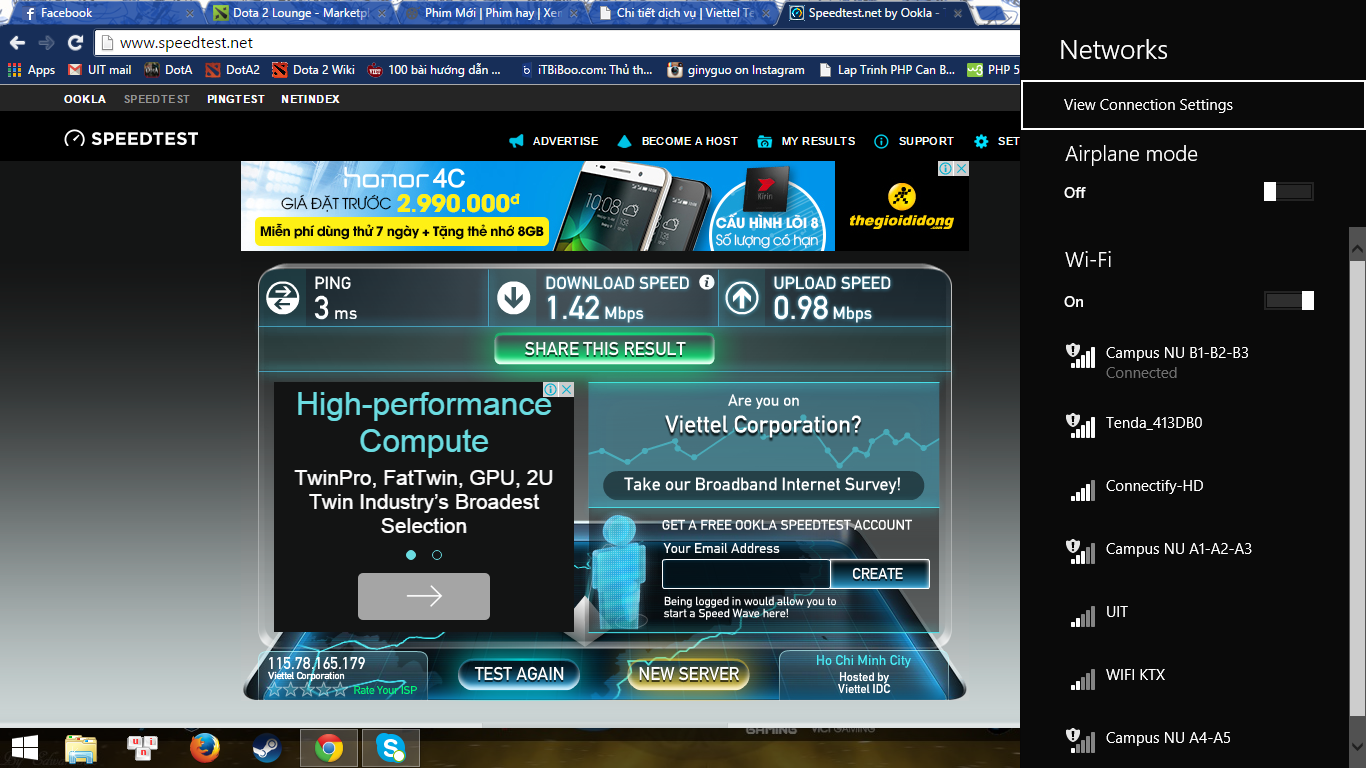 Facebook
Dota 2 Lounge - Marketpl
Phim Mới | Phim hay | Xer
Chi tiết dịch vụ | Viettel Te
Speedtest.net by Ookla -
www.speedtest.net
Apps
UIT mail
DotA
DotA2
Dota 2 Wiki
100 bài hướng dẫn ...
iTBiBoo.com: Thủ th...
ginyguo on Instagram
Lap Trinh PHP Can B...
PHP 5
OOKLA
SPEEDTEST
PINGTEST
NETINDEX
SPEEDTEST
ADVERTISE
BECOME A HOST
MY RESULTS
SUPPORT
SET
honor 4C
GIÁ ĐẶT TRƯỚC 2.990.000đ
Miễn phí dùng thử 7 ngày + Tặng thẻ nhớ 8GB
10:08
Kirin
CẤU HÌNH LÕI 8
Số lượng có hạn
thegioididong.com
PING
3 ms
DOWNLOAD SPEED
1.42 Mbps
UPLOAD SPEED
0.98 Mbps
SHARE THIS RESULT
High-performance
Compute
TwinPro, FatTwin, GPU, 2U
Twin Industry's Broadest
Selection
Are you on
Viettel Corporation?
Take our Broadband Internet Survey!
GET A FREE OOKLA SPEEDTEST ACCOUNT
Your Email Address
CREATE
Being logged in would allow you to
start a Speed Wave here!
115.78.165.179
Viettel Corporation
Rate Your ISP
TEST AGAIN
NEW SERVER
Ho Chi Minh City
Hosted by
Viettel IDC
GAMING
VICI GAMING
u n i n
Networks
View Connection Settings
Airplane mode
Off
Wi-Fi
On
Campus NU B1-B2-B3
Connected
Tenda_413DB0
Connectify-HD
Campus NU A1-A2-A3
UIT
WIFI KTX
Campus NU A4-A5